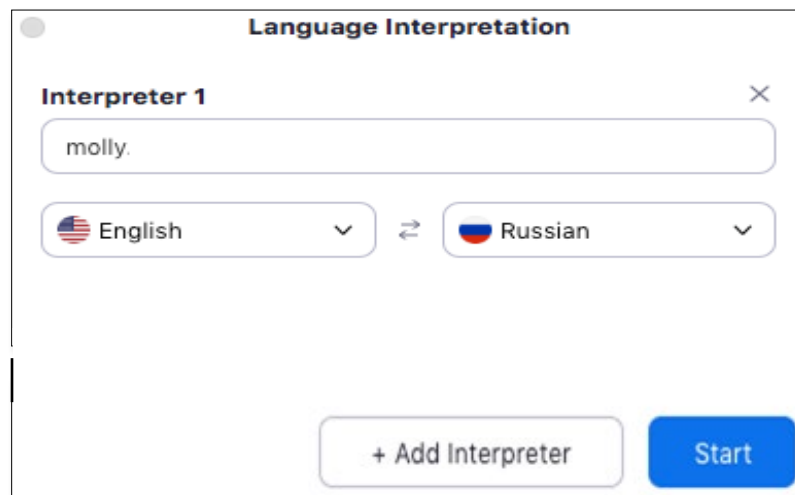 Language Interpretation
Interpreter 1
molly.
English ⇄ Russian
+ Add Interpreter Start